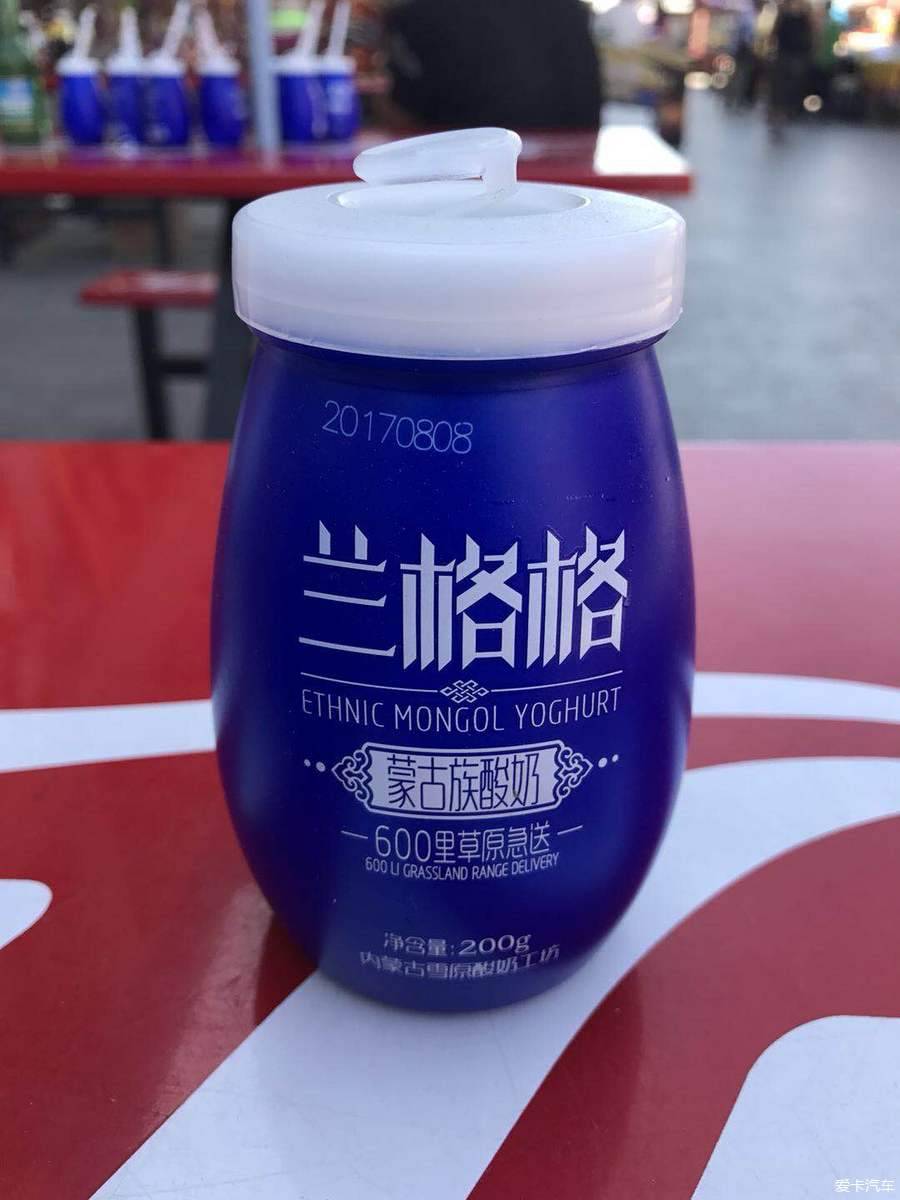 20170808
兰格格
ETHNIC MONGOL YOGHURT
蒙古族酸奶
600里草原急送
600 LI GRASSLAND RANGE DELIVERY
净含量:200g
内蒙古雪原酸奶工坊
爱卡汽车